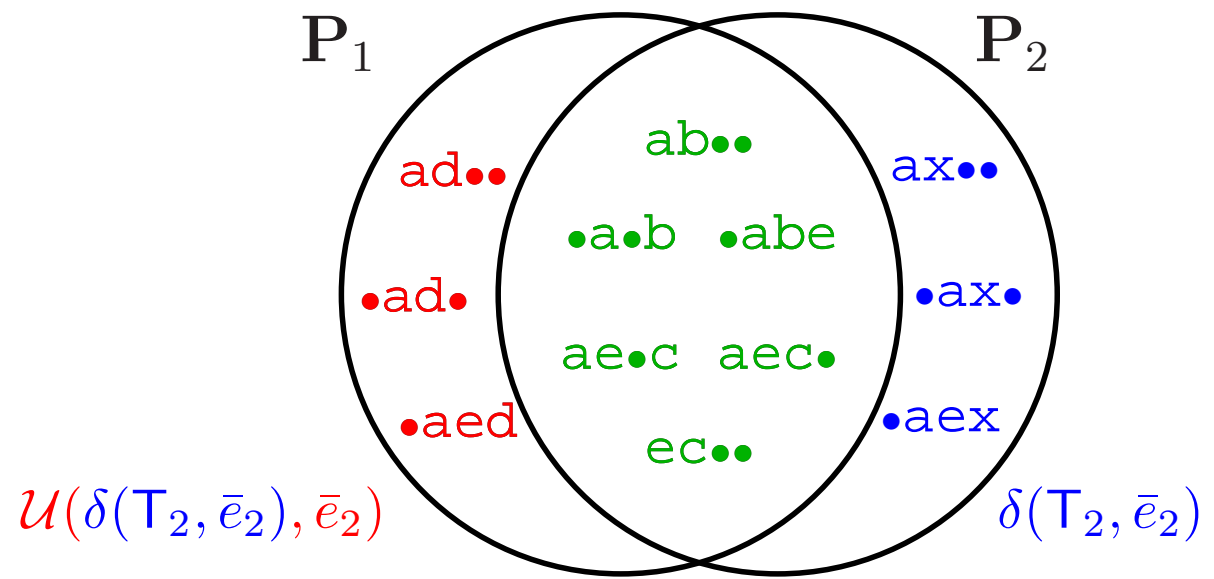 P₁ P₂
ab●●
ad●● ax●●
●a●b ●abe
●ad● ●ax●
ae●c aec●
●aed ●aex
ec●●
𝒰(δ(T₂, ē₂), ē₂) δ(T₂, ē₂)